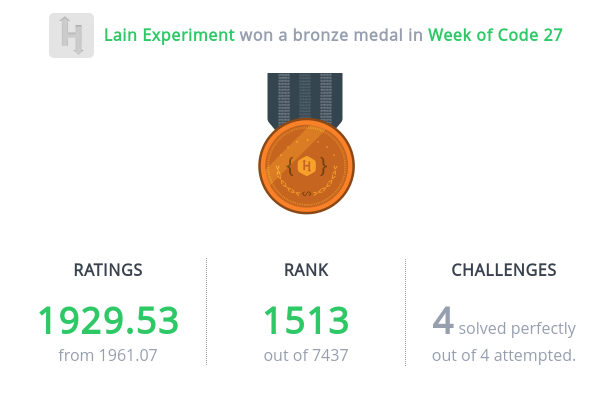 Lain Experiment won a bronze medal in Week of Code 27
{ H }
RATINGS
1929.53
from 1961.07
RANK
1513
out of 7437
CHALLENGES
4 solved perfectly
out of 4 attempted.